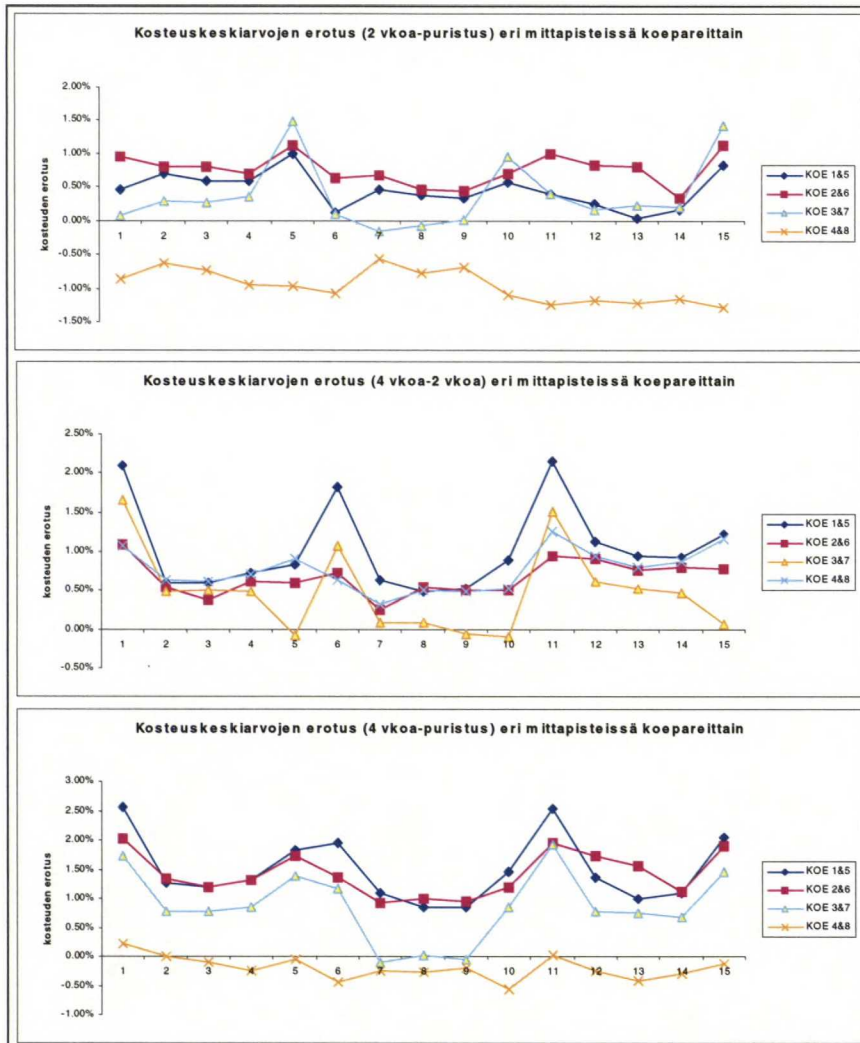 Kosteuskeskiarvojen erotus (2 vkoa-puristus) eri mittapisteissä koepareittain
2.00%
1.50%
1.00%
0.50%
0.00%
-0.50%
-1.00%
-1.50%
kosteuden erotus
1 2 3 4 5 6 7 8 9 10 11 12 13 14 15
KOE 1&5
KOE 2&6
KOE 3&7
KOE 4&8
Kosteuskeskiarvojen erotus (4 vkoa-2 vkoa) eri mittapisteissä koepareittain
2.50%
2.00%
1.50%
1.00%
0.50%
0.00%
-0.50%
kosteuden erotus
1 2 3 4 5 6 7 8 9 10 11 12 13 14 15
KOE 1&5
KOE 2&6
KOE 3&7
KOE 4&8
Kosteuskeskiarvojen erotus (4 vkoa-puristus) eri mittapisteissä koepareittain
3.00%
2.50%
2.00%
1.50%
1.00%
0.50%
0.00%
-0.50%
-1.00%
kosteuden erotus
1 2 3 4 5 6 7 8 9 10 11 12 13 14 15
KOE 1&5
KOE 2&6
KOE 3&7
KOE 4&8